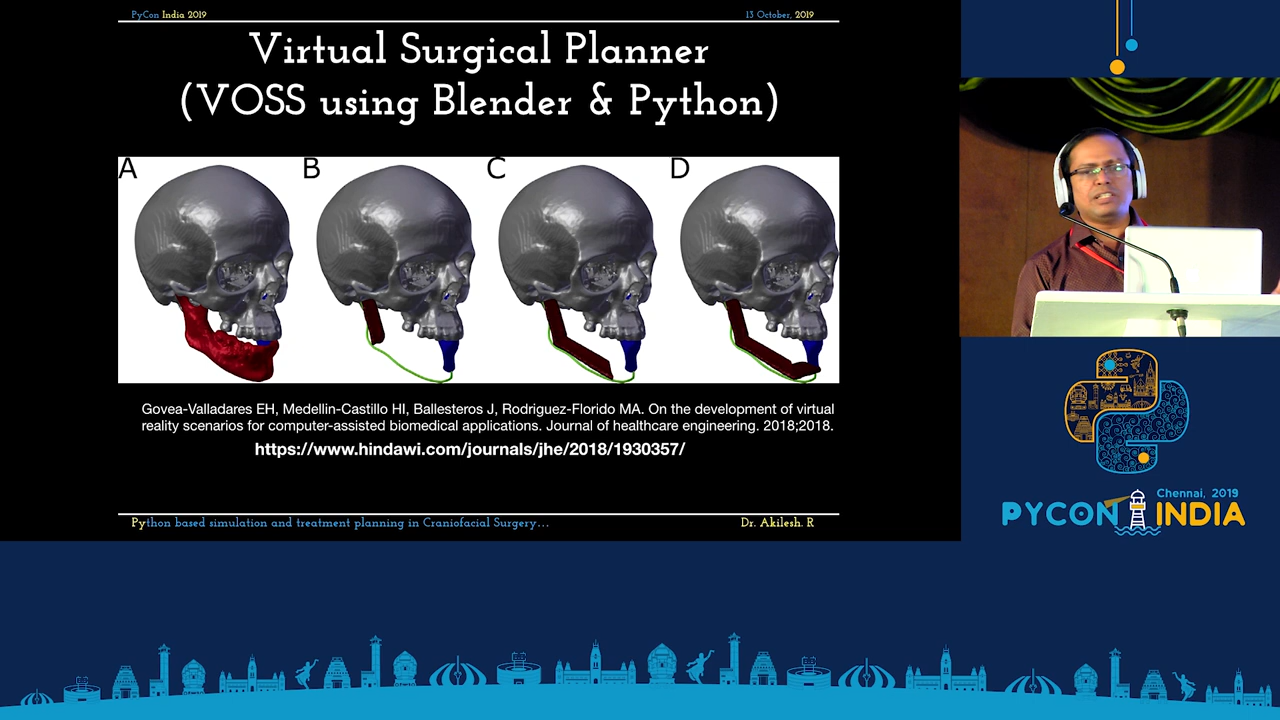 PyCon India 2019
13 October, 2019
Virtual Surgical Planner
(VOSS using Blender & Python)
A B C D
Govea-Valladares EH, Medellin-Castillo HI, Ballesteros J, Rodriguez-Florido MA. On the development of virtual
reality scenarios for computer-assisted biomedical applications. Journal of healthcare engineering. 2018;2018.
https://www.hindawi.com/journals/jhe/2018/1930357/
Python based simulation and treatment planning in Craniofacial Surgery...
Dr. Akilesh. R
Chennai, 2019
PYCON INDIA